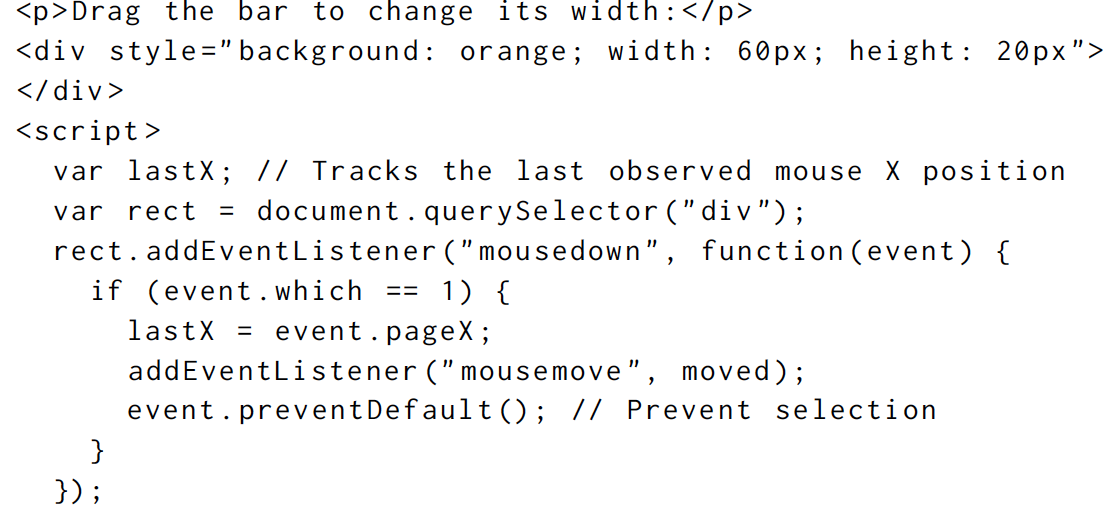 <p>Drag the bar to change its width:</p>
<div style="background: orange; width: 60px; height: 20px">
</div>
<script>
  var lastX; // Tracks the last observed mouse X position
  var rect = document.querySelector("div");
  rect.addEventListener("mousedown", function(event) {
    if (event.which == 1) {
      lastX = event.pageX;
      addEventListener("mousemove", moved);
      event.preventDefault(); // Prevent selection
    }
  });